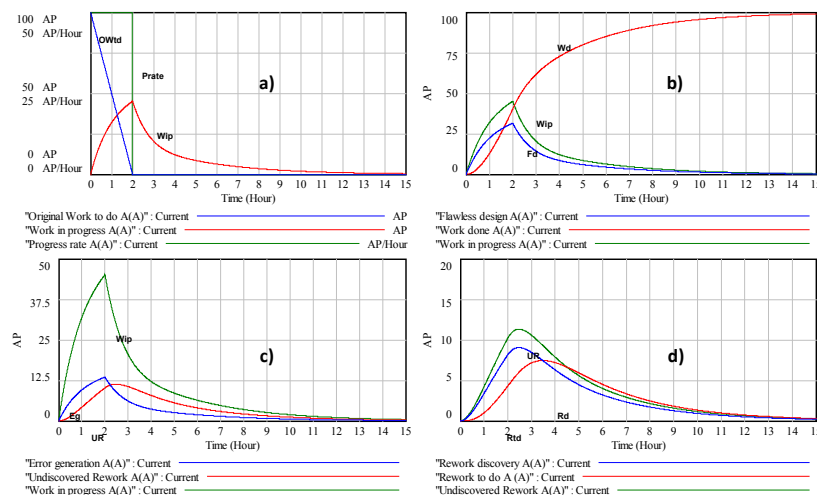 100 AP
50 AP/Hour
50 AP
25 AP/Hour
0 AP
0 AP/Hour
OWtd
Prate
Wip
a)
0 1 2 3 4 5 6 7 8 9 10 11 12 13 14 15
Time (Hour)
"Original Work to do A(A)" : Current AP
"Work in progress A(A)" : Current AP
"Progress rate A(A)" : Current AP/Hour
100
75
50
25
0
AP
Wd
Wip
Fd
b)
0 1 2 3 4 5 6 7 8 9 10 11 12 13 14 15
Time (Hour)
"Flawless design A(A)" : Current
"Work done A(A)" : Current
"Work in progress A(A)" : Current
50
37.5
25
12.5
0
AP
Wip
Eg
UR
c)
0 1 2 3 4 5 6 7 8 9 10 11 12 13 14 15
Time (Hour)
"Error generation A(A)" : Current
"Undiscovered Rework A(A)" : Current
"Work in progress A(A)" : Current
20
15
10
5
0
AP
UR
Rd
Rtd
d)
0 1 2 3 4 5 6 7 8 9 10 11 12 13 14 15
Time (Hour)
"Rework discovery A(A)" : Current
"Rework to do A (A)" : Current
"Undiscovered Rework A(A)" : Current